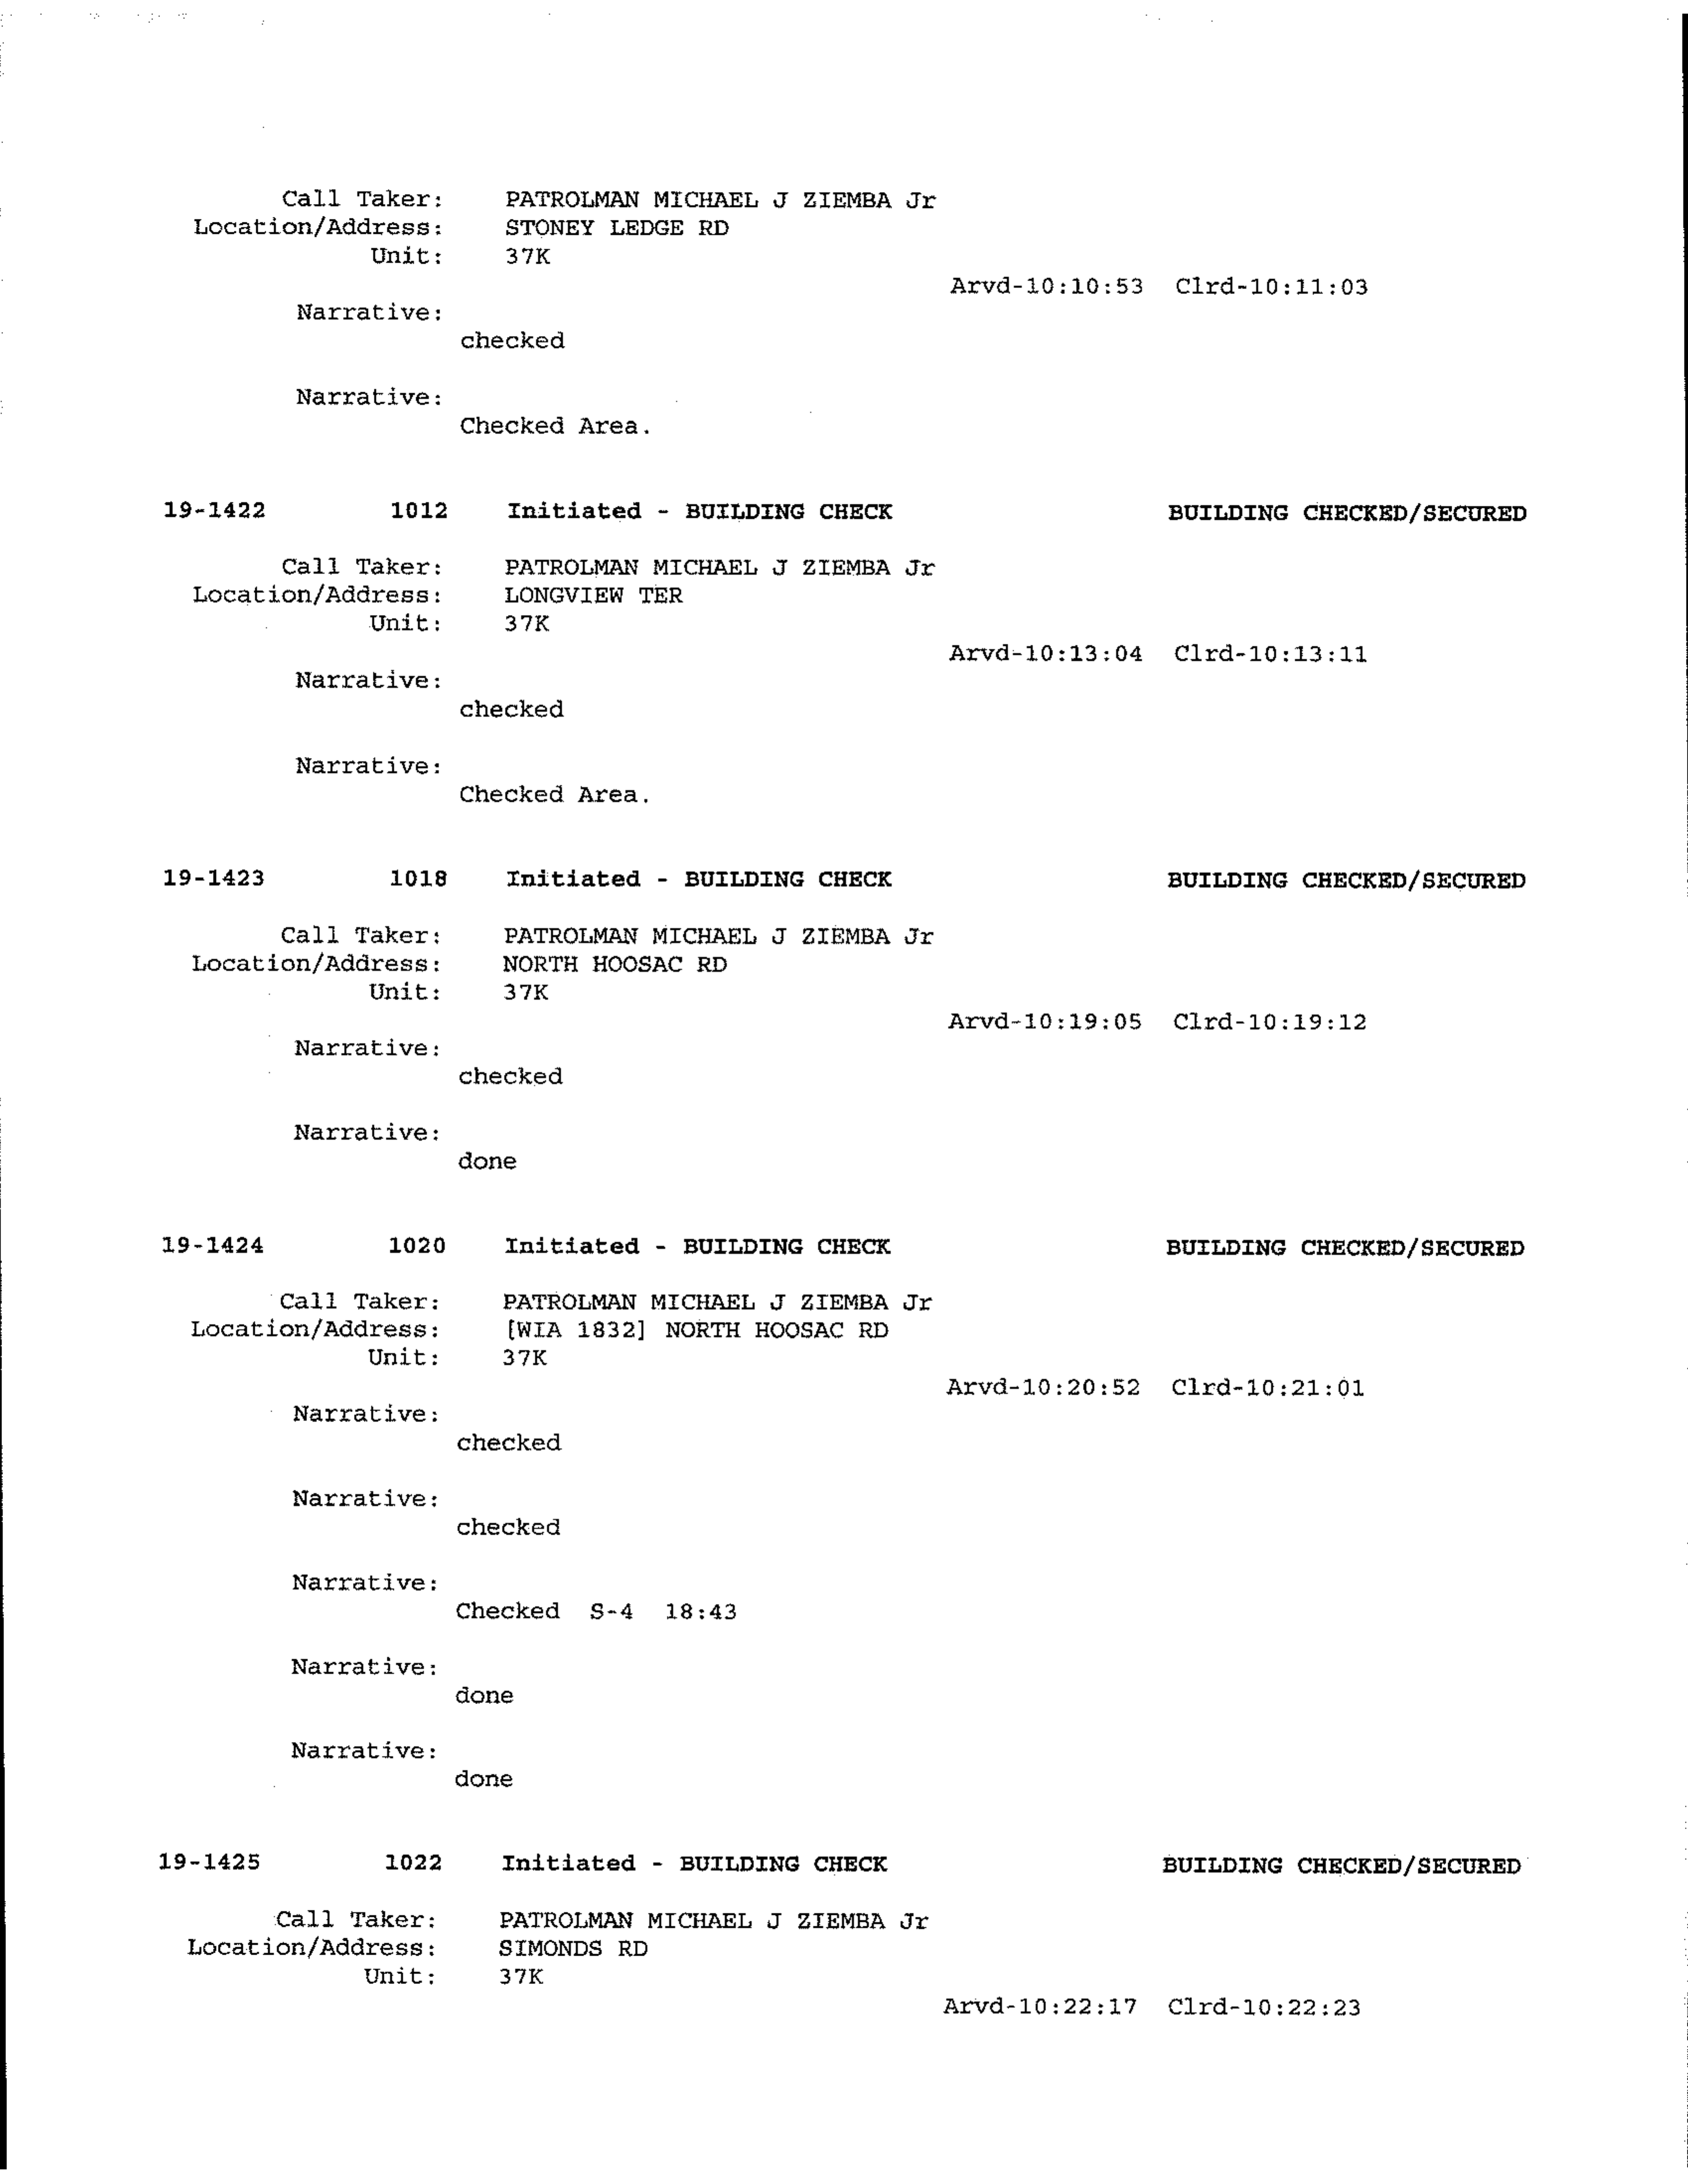 Call Taker: PATROLMAN MICHAEL J ZIEMBA Jr
Location/Address: STONEY LEDGE RD
Unit: 37K
Arvd-10:10:53 Clrd-10:11:03
Narrative:
checked
Narrative:
Checked Area.
19-1422 1012 Initiated - BUILDING CHECK BUILDING CHECKED/SECURED
Call Taker: PATROLMAN MICHAEL J ZIEMBA Jr
Location/Address: LONGVIEW TER
Unit: 37K
Arvd-10:13:04 Clrd-10:13:11
Narrative:
checked
Narrative:
Checked Area.
19-1423 1018 Initiated - BUILDING CHECK BUILDING CHECKED/SECURED
Call Taker: PATROLMAN MICHAEL J ZIEMBA Jr
Location/Address: NORTH HOOSAC RD
Unit: 37K
Arvd-10:19:05 Clrd-10:19:12
Narrative:
checked
Narrative:
done
19-1424 1020 Initiated - BUILDING CHECK BUILDING CHECKED/SECURED
Call Taker: PATROLMAN MICHAEL J ZIEMBA Jr
Location/Address: [WIA 1832] NORTH HOOSAC RD
Unit: 37K
Arvd-10:20:52 Clrd-10:21:01
Narrative:
checked
Narrative:
checked
Narrative:
Checked S-4 18:43
Narrative:
done
Narrative:
done
19-1425 1022 Initiated - BUILDING CHECK BUILDING CHECKED/SECURED
Call Taker: PATROLMAN MICHAEL J ZIEMBA Jr
Location/Address: SIMONDS RD
Unit: 37K
Arvd-10:22:17 Clrd-10:22:23